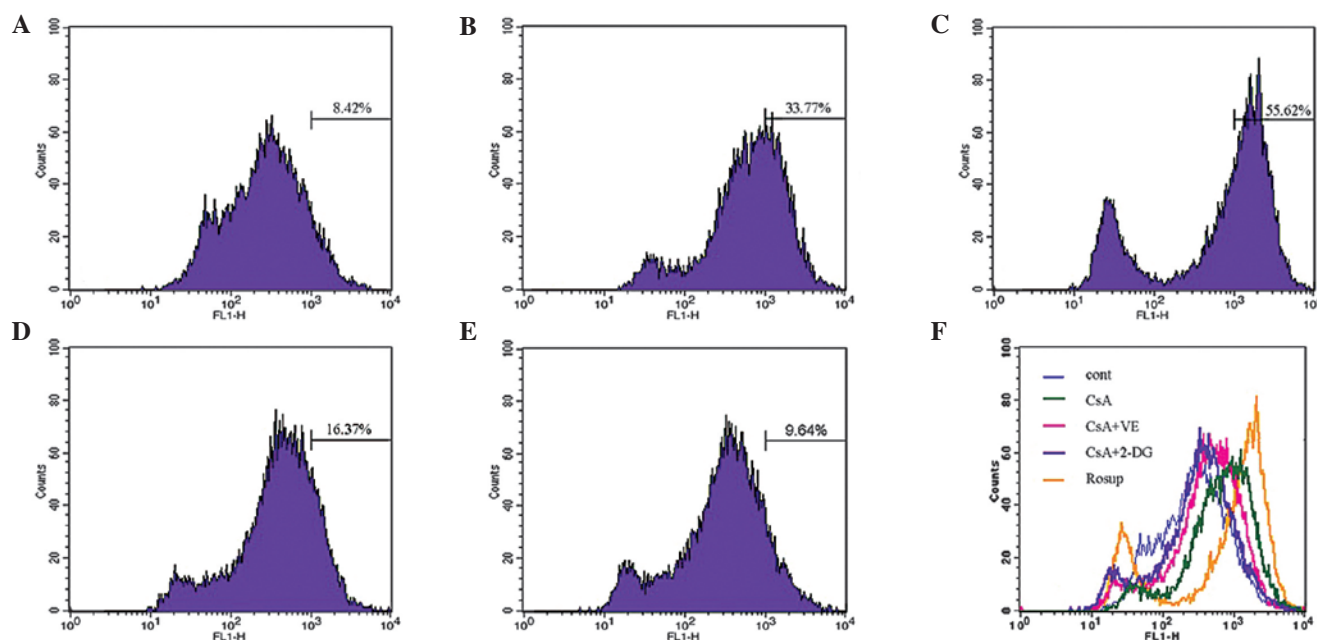 A
100
80
60
40
20
0
Counts
8.42%
10⁰ 10¹ 10² 10³ 10⁴
FL1-H
B
100
80
60
40
20
0
Counts
33.77%
10⁰ 10¹ 10² 10³ 10⁴
FL1-H
C
100
80
60
40
20
0
Counts
55.62%
10⁰ 10¹ 10² 10³ 10
FL1-H
D
100
80
60
40
20
0
Counts
16.37%
10⁰ 10¹ 10² 10³ 10⁴
FL1-H
E
100
80
60
40
20
0
Counts
9.64%
10⁰ 10¹ 10² 10³ 10⁴
FL1-H
F
100
80
60
40
20
0
Counts
cont
CsA
CsA+VE
CsA+2-DG
Rosup
10⁰ 10¹ 10² 10³ 10⁴
FL1-H